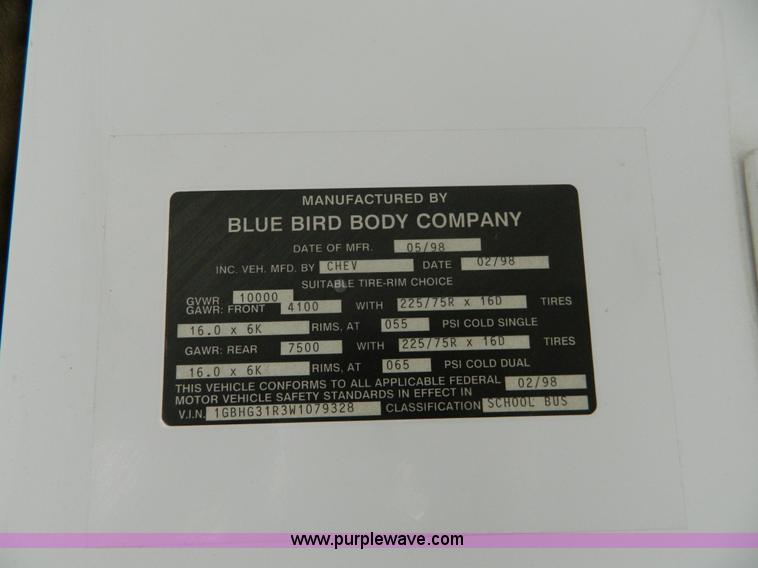 MANUFACTURED BY
BLUE BIRD BODY COMPANY
DATE OF MFR. 05/98
INC. VEH. MFD. BY CHEV DATE 02/98
SUITABLE TIRE-RIM CHOICE
GVWR 10000
GAWR: FRONT 4100 WITH 225/75R x 16D TIRES
16.0 x 6K RIMS, AT 055 PSI COLD SINGLE
GAWR: REAR 7500 WITH 225/75R x 16D TIRES
16.0 x 6K RIMS, AT 065 PSI COLD DUAL
THIS VEHICLE CONFORMS TO ALL APPLICABLE FEDERAL
MOTOR VEHICLE SAFETY STANDARDS IN EFFECT IN 02/98
V.I.N. 1GBHG31R3W1079328 CLASSIFICATION SCHOOL BUS
www.purplewave.com